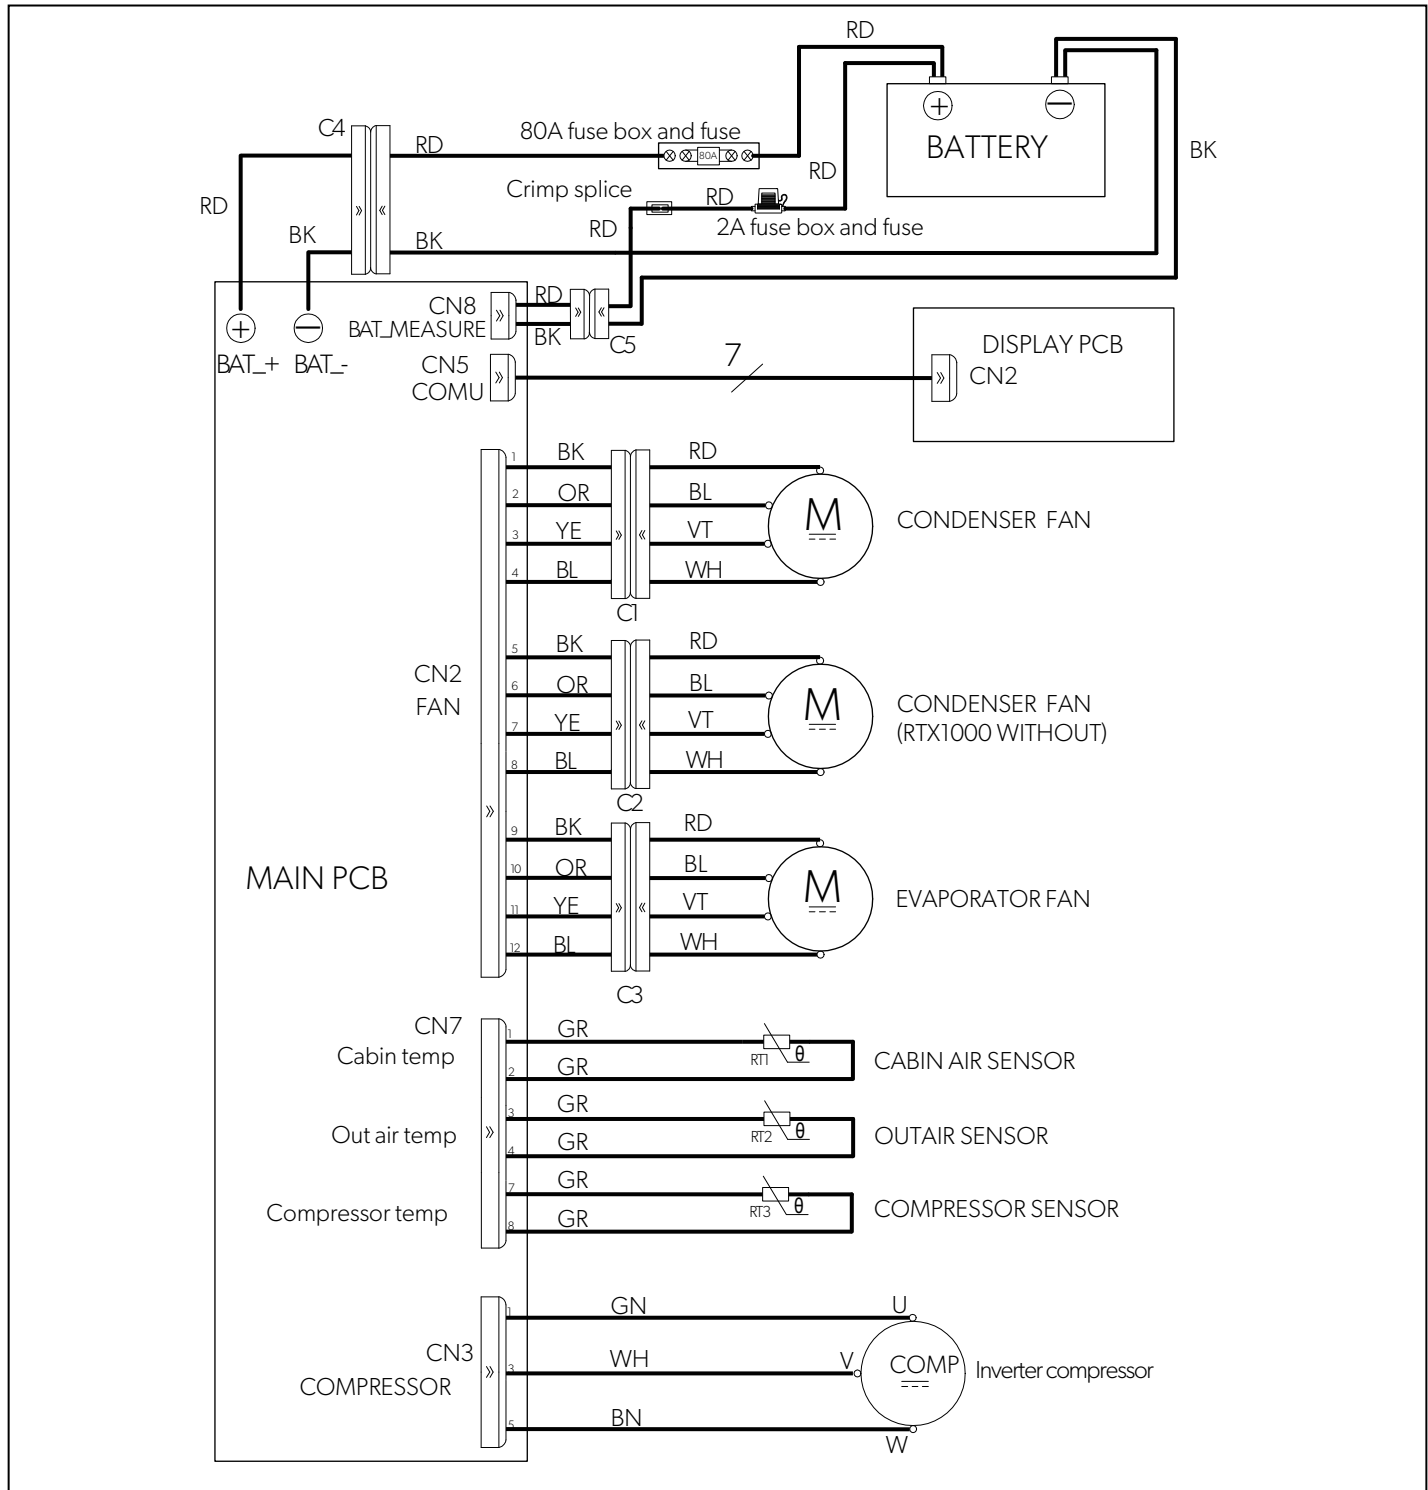 RD
C4
80A fuse box and fuse
RD
80A
+ −
BATTERY
BK
RD
Crimp splice
RD
RD
2A fuse box and fuse
RD
BK
BK
CN8
BAT_MEASURE
RD
BK
C5
+ −
BAT_+ BAT_-
CN5
COMU
7
DISPLAY PCB
CN2
1 BK RD
2 OR BL
3 YE VT
4 BL WH
M
CONDENSER FAN
C1
CN2
FAN
5 BK RD
6 OR BL
7 YE VT
8 BL WH
M
CONDENSER FAN
(RTX1000 WITHOUT)
C2
MAIN PCB
9 BK RD
10 OR BL
11 YE VT
12 BL WH
M
EVAPORATOR FAN
C3
CN7
Cabin temp
1 GR
RT1 θ
2 GR
CABIN AIR SENSOR
Out air temp
3 GR
RT2 θ
4 GR
OUTAIR SENSOR
Compressor temp
7 GR
RT3 θ
8 GR
COMPRESSOR SENSOR
CN3
COMPRESSOR
1 GN U
3 WH V
5 BN W
COMP
Inverter compressor